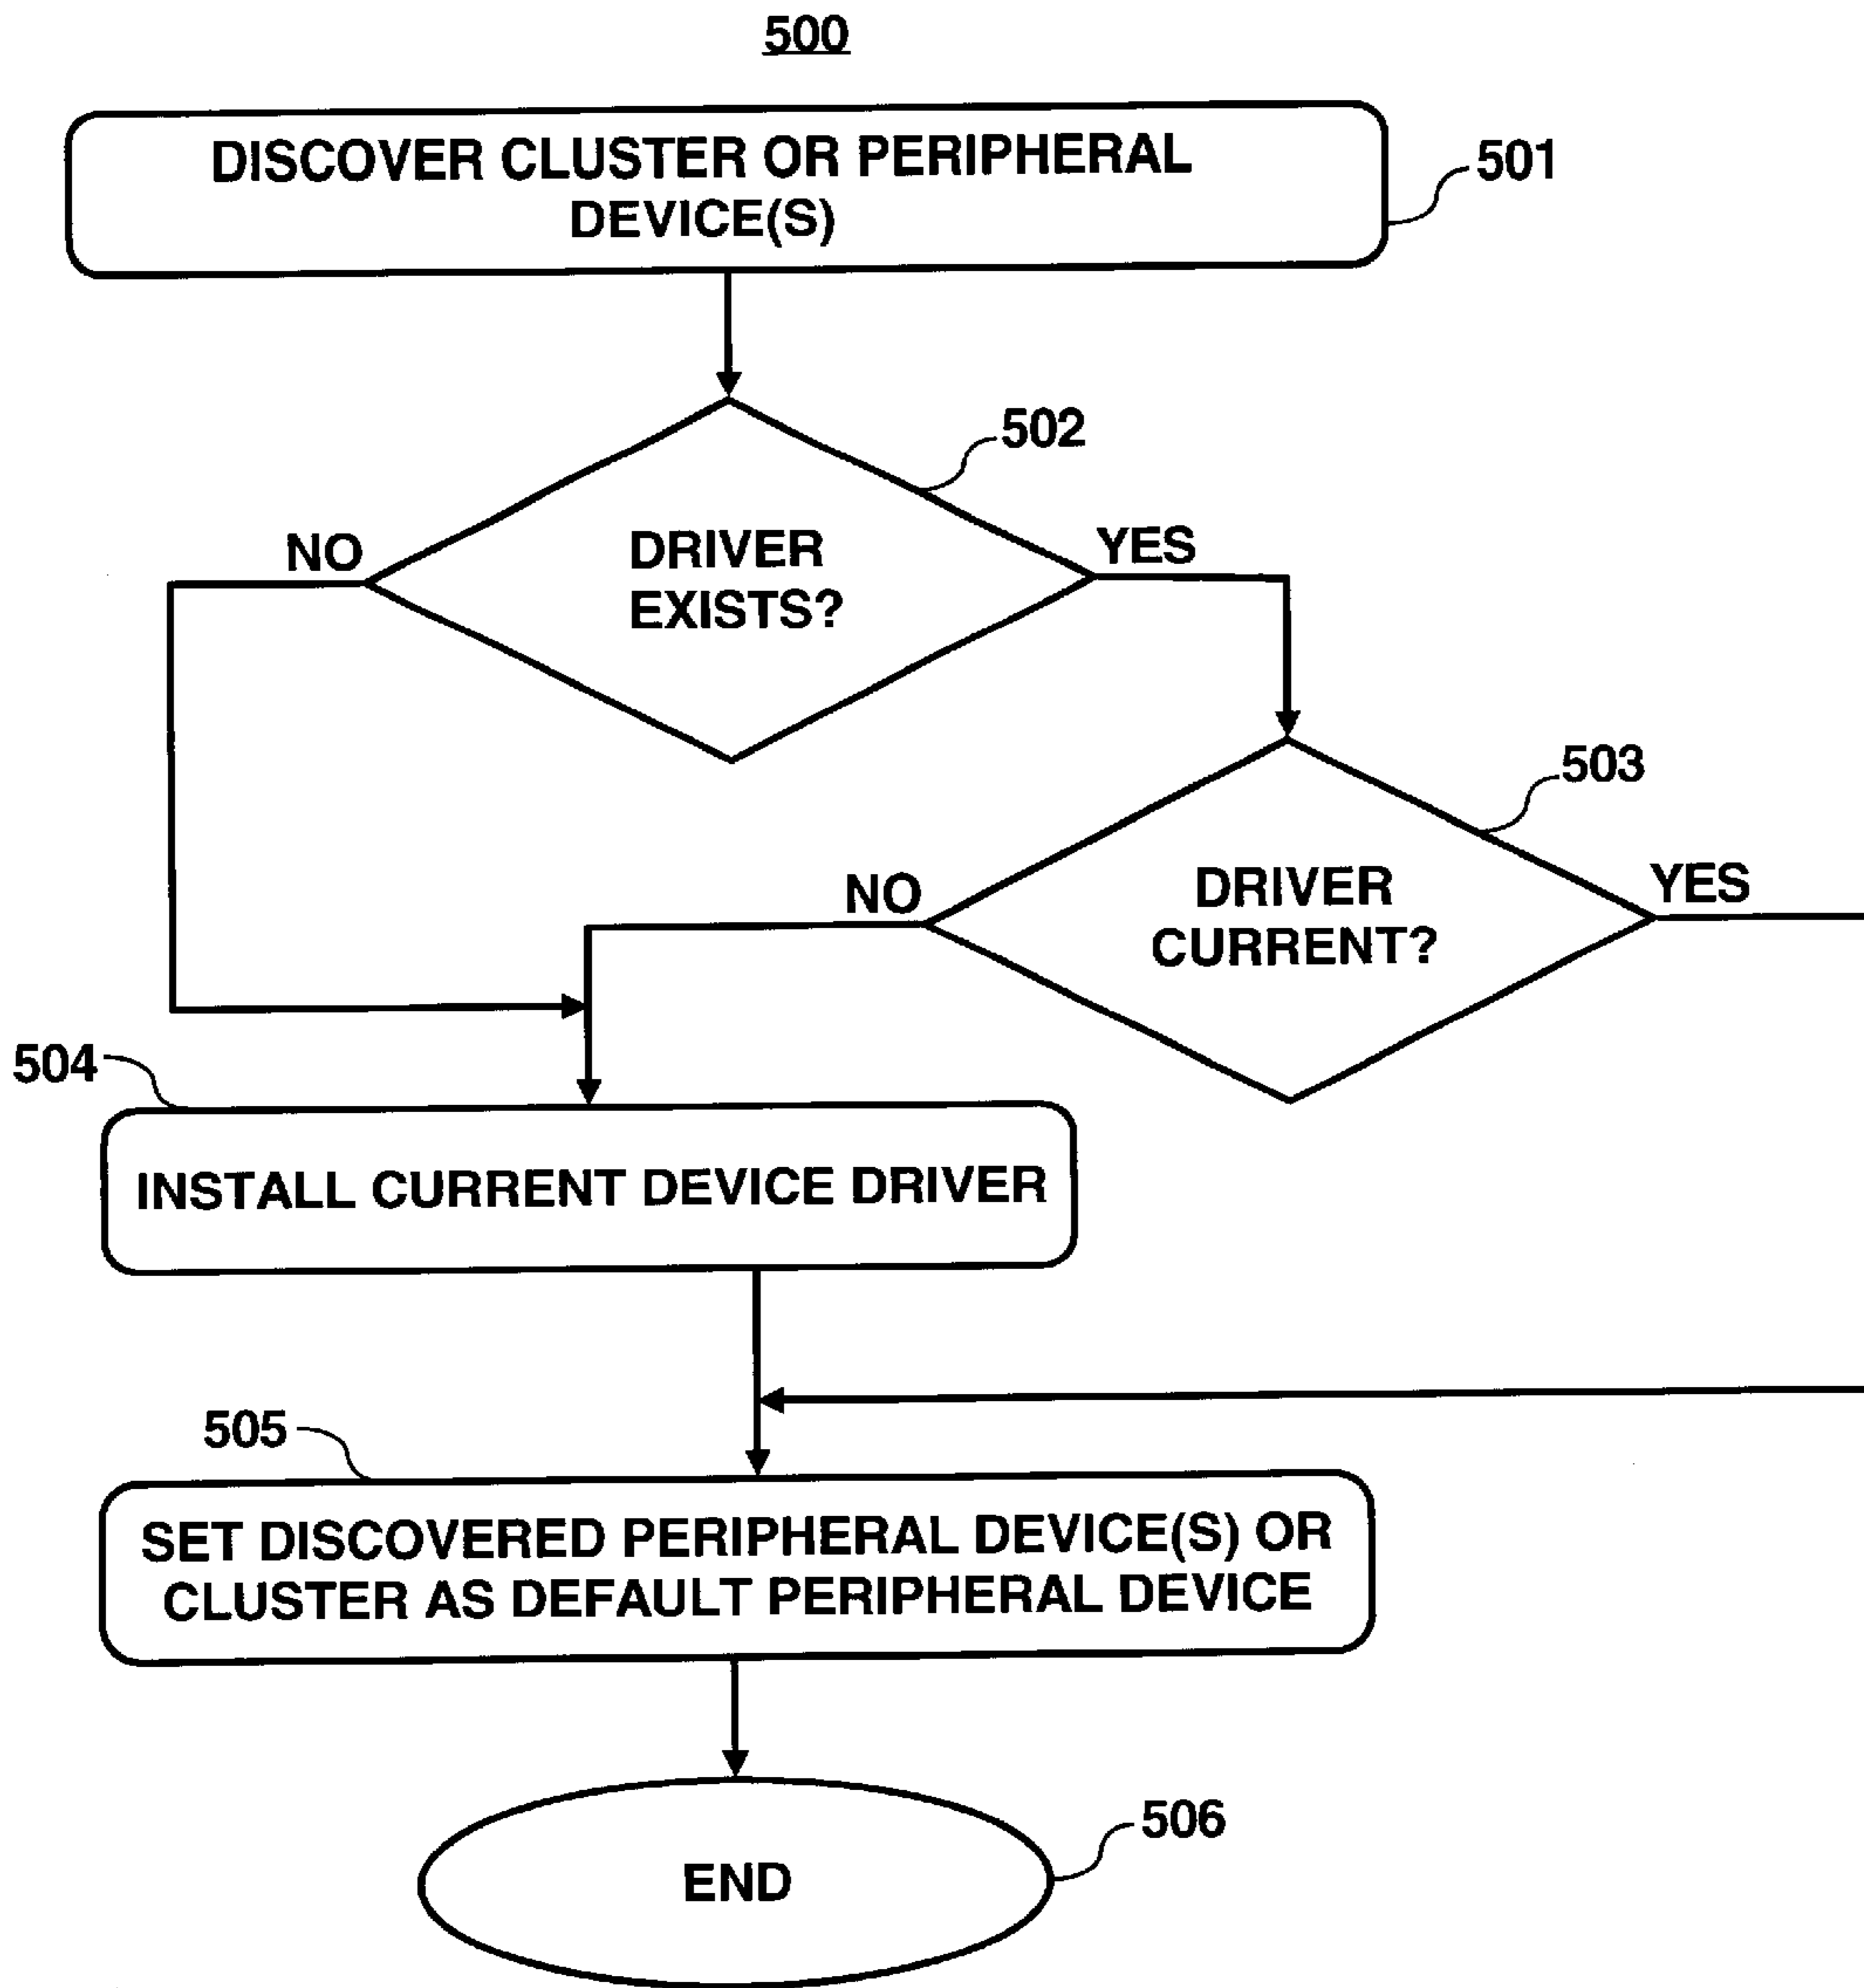 500
DISCOVER CLUSTER OR PERIPHERAL
DEVICE(S)
501
502
NO
DRIVER
EXISTS?
YES
503
NO
DRIVER
CURRENT?
YES
504
INSTALL CURRENT DEVICE DRIVER
505
SET DISCOVERED PERIPHERAL DEVICE(S) OR
CLUSTER AS DEFAULT PERIPHERAL DEVICE
506
END